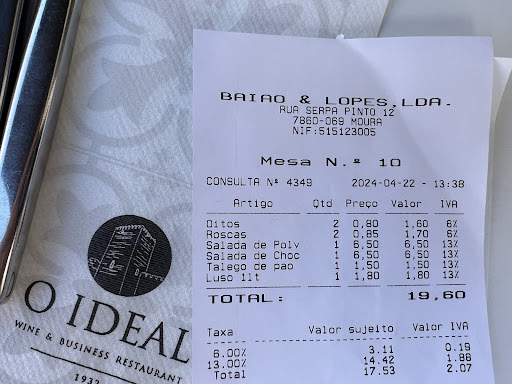 BAIAO & LOPES,LDA.
RUA SERPA PINTO 12
7860-069 MOURA
NIF:515123005
Mesa N.º 10
CONSULTA Nº 4349 2024-04-22 - 13:38
Artigo Qtd Preço Valor IVA
Oitos 2 0,80 1,60 6%
Roscas 2 0,85 1,70 6%
Salada de Polv 1 6,50 6,50 13%
Salada de Choc 1 6,50 6,50 13%
Talego de pao 1 1,50 1,50 13%
Luso 1lt 1 1,80 1,80 13%
TOTAL: 19,60
Taxa Valor sujeito Valor IVA
6.00% 3.11 0.19
13.00% 14.42 1.88
Total 17.53 2.07
O IDEAL
WINE & BUSINESS RESTAURANT
1932